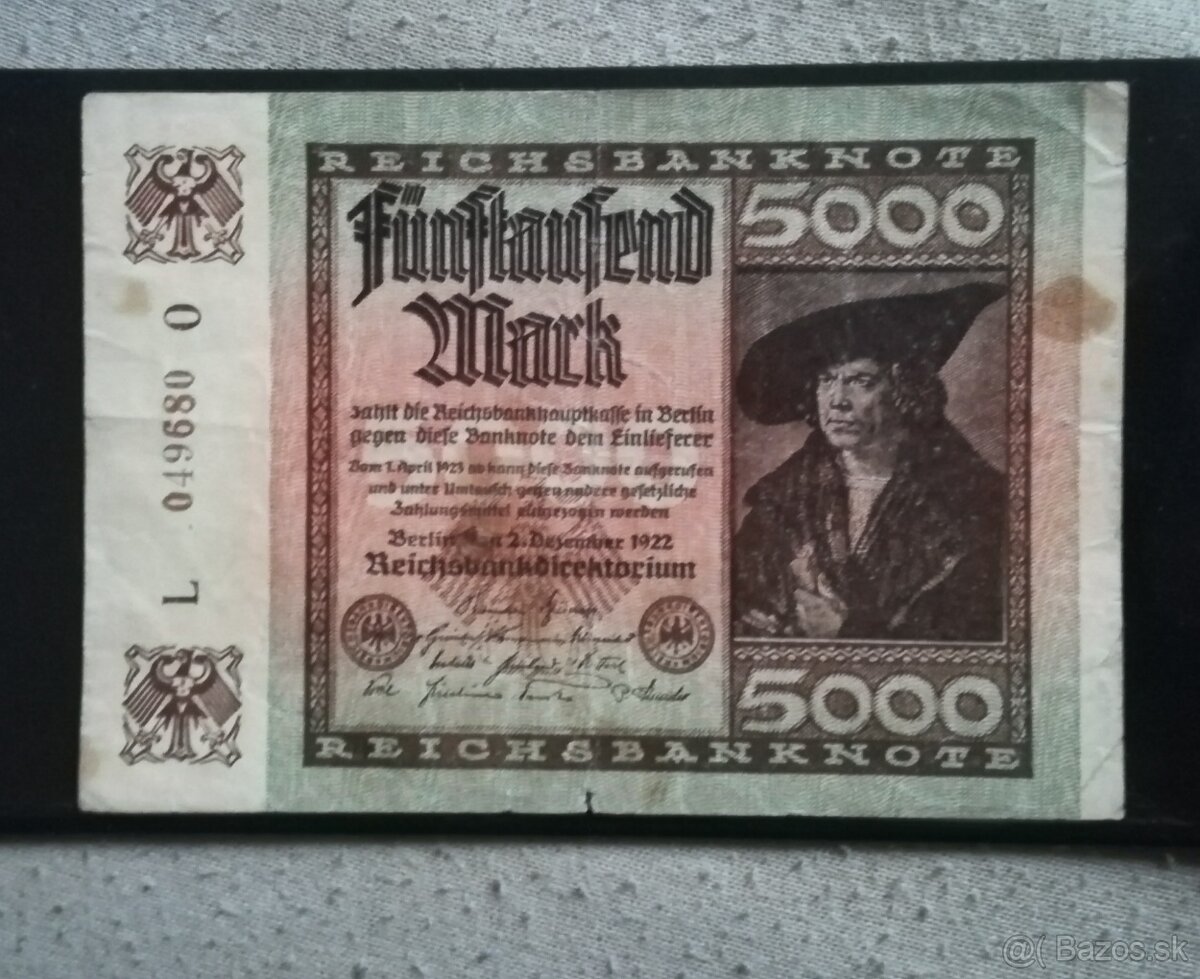 REICHSBANKNOTE
Fünftausend
Mark
zahlt die Reichsbankhauptkasse in Berlin
gegen diese Banknote dem Einlieferer
Vom 1. April 1923 ab kann diese Banknote aufgerufen
und unter Umtausch gegen andere gesetzliche
Zahlungsmittel eingezogen werden
Berlin, den 2. Dezember 1922
Reichsbankdirektorium
5000
5000
REICHSBANKNOTE
L 049680 O
@( Bazos.sk